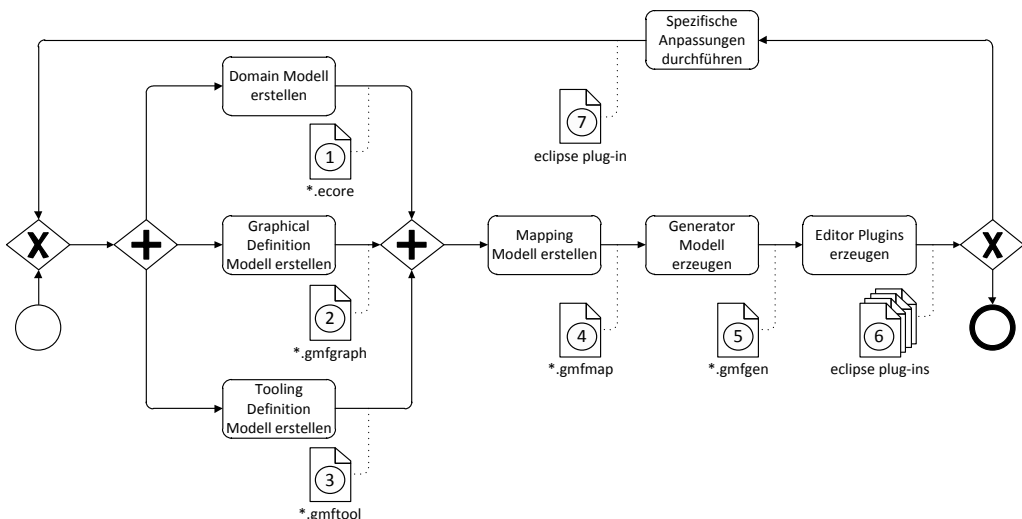 Spezifische
Anpassungen
durchführen
7
eclipse plug-in
Domain Modell
erstellen
1
*.ecore
X
Graphical
Definition
Modell erstellen
2
*.gmfgraph
Tooling
Definition
Modell erstellen
3
*.gmftool
Mapping
Modell erstellen
4
*.gmfmap
Generator
Modell
erzeugen
5
*.gmfgen
Editor Plugins
erzeugen
6
eclipse plug-ins
X